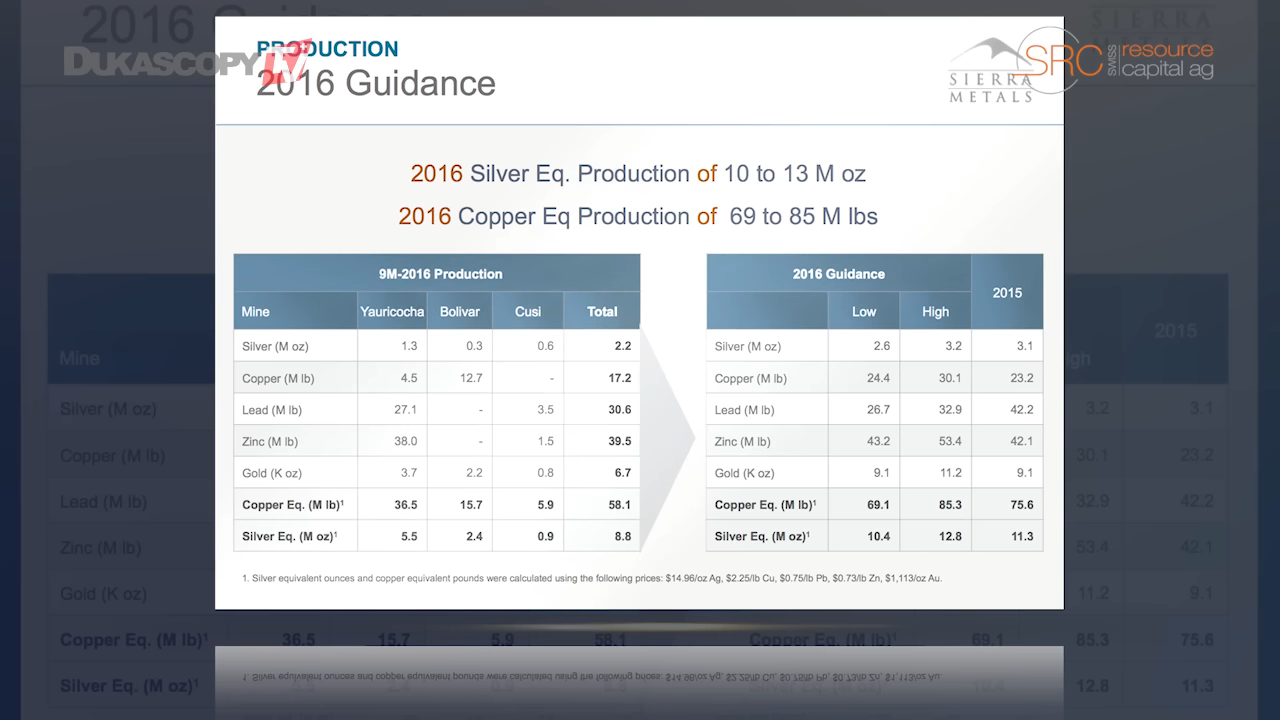 PRODUCTION
2016 Guidance
DUKASCOPY TV
SIERRA METALS
SRC swiss resource capital ag
2016 Silver Eq. Production of 10 to 13 M oz
2016 Copper Eq Production of 69 to 85 M lbs
9M-2016 Production
Mine Yauricocha Bolivar Cusi Total
Silver (M oz) 1.3 0.3 0.6 2.2
Copper (M lb) 4.5 12.7 - 17.2
Lead (M lb) 27.1 - 3.5 30.6
Zinc (M lb) 38.0 - 1.5 39.5
Gold (K oz) 3.7 2.2 0.8 6.7
Copper Eq. (M lb)¹ 36.5 15.7 5.9 58.1
Silver Eq. (M oz)¹ 5.5 2.4 0.9 8.8
2016 Guidance 2015
Low High
Silver (M oz) 2.6 3.2 3.1
Copper (M lb) 24.4 30.1 23.2
Lead (M lb) 26.7 32.9 42.2
Zinc (M lb) 43.2 53.4 42.1
Gold (K oz) 9.1 11.2 9.1
Copper Eq. (M lb)¹ 69.1 85.3 75.6
Silver Eq. (M oz)¹ 10.4 12.8 11.3
1. Silver equivalent ounces and copper equivalent pounds were calculated using the following prices: $14.96/oz Ag, $2.25/lb Cu, $0.75/lb Pb, $0.73/lb Zn, $1,113/oz Au.